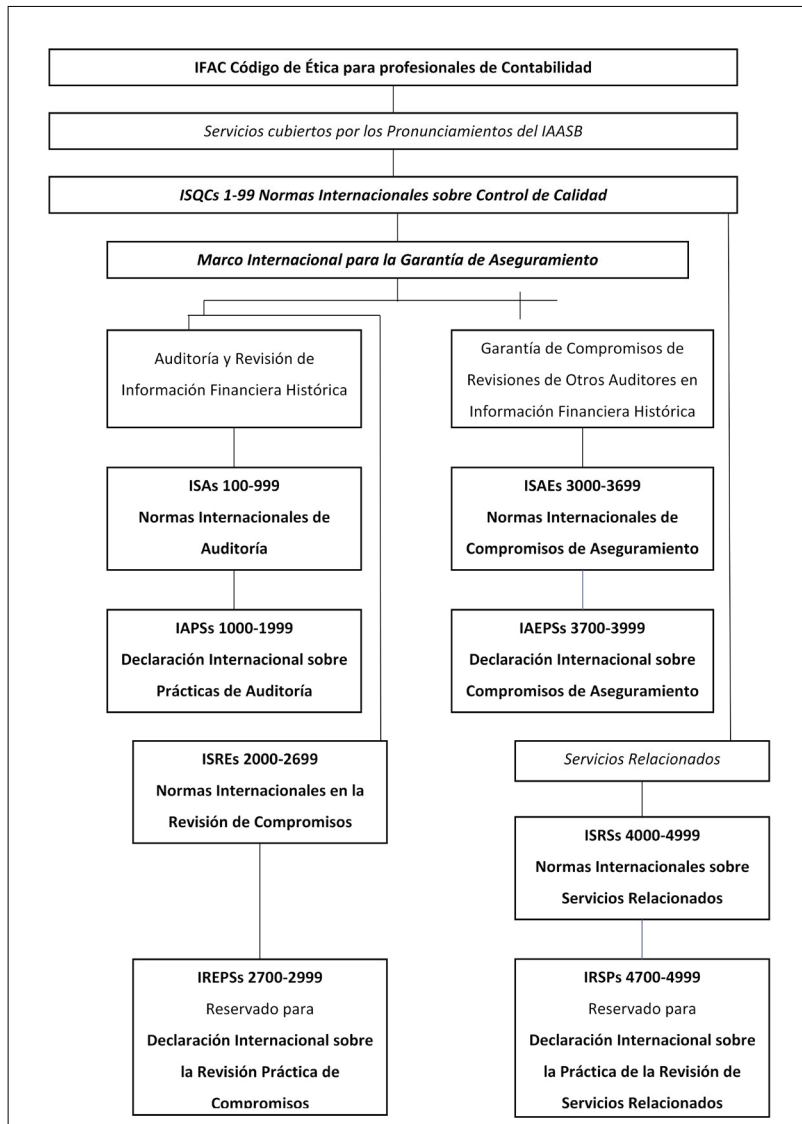 IFAC Código de Ética para profesionales de Contabilidad
Servicios cubiertos por los Pronunciamientos del IAASB
ISQCs 1-99 Normas Internacionales sobre Control de Calidad
Marco Internacional para la Garantía de Aseguramiento
Auditoría y Revisión de
Información Financiera Histórica
Garantía de Compromisos de
Revisiones de Otros Auditores en
Información Financiera Histórica
ISAs 100-999
Normas Internacionales de
Auditoría
ISAEs 3000-3699
Normas Internacionales de
Compromisos de Aseguramiento
IAPSs 1000-1999
Declaración Internacional sobre
Prácticas de Auditoría
IAEPSs 3700-3999
Declaración Internacional sobre
Compromisos de Aseguramiento
ISREs 2000-2699
Normas Internacionales en la
Revisión de Compromisos
Servicios Relacionados
ISRSs 4000-4999
Normas Internacionales sobre
Servicios Relacionados
IREPSs 2700-2999
Reservado para
Declaración Internacional sobre
la Revisión Práctica de
Compromisos
IRSPs 4700-4999
Reservado para
Declaración Internacional sobre
la Práctica de la Revisión de
Servicios Relacionados